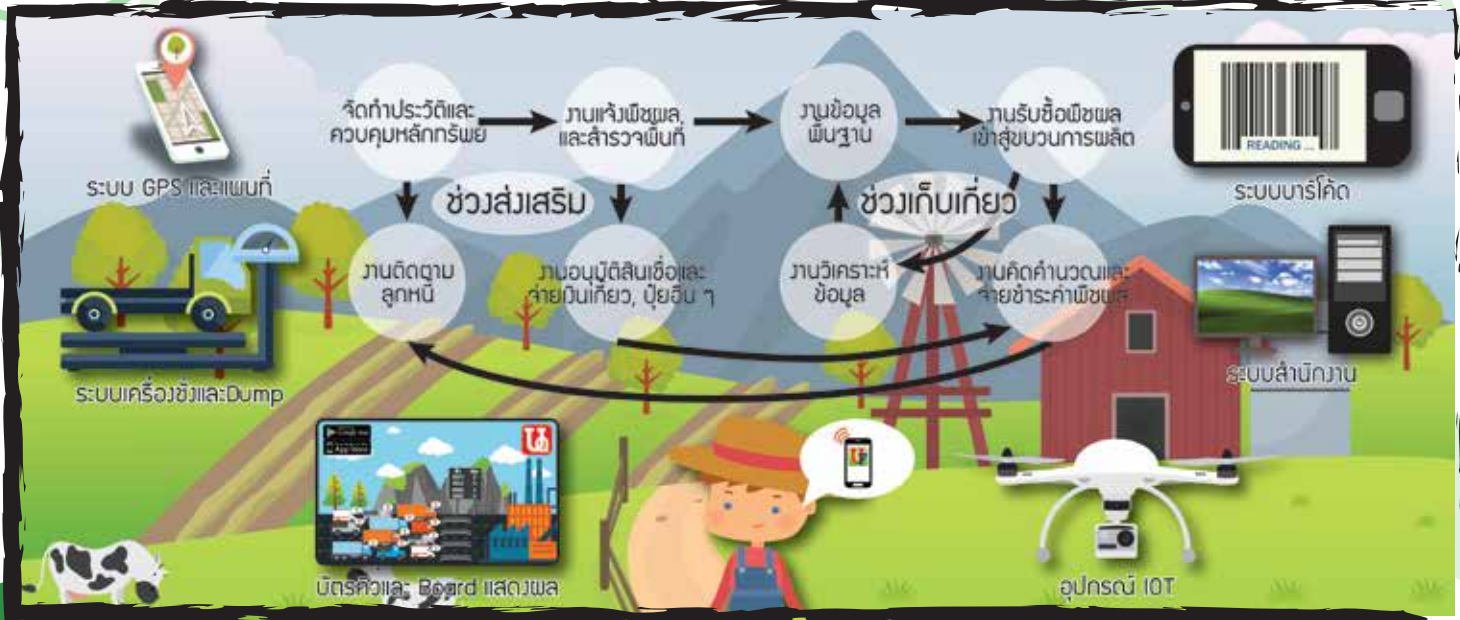 จัดทำประวัติและ
ควบคุมหลักทรัพย์
งานแจ้งพืชผล
และสำรวจพื้นที่
งานข้อมูล
พื้นฐาน
งานรับซื้อพืชผล
เข้าสู่ขบวนการผลิต
READING ...
ระบบ GPS และแผนที่
ช่วงส่งเสริม
ช่วงเก็บเกี่ยว
ระบบบาร์โค้ด
งานติดตาม
ลูกหนี้
งานอนุมัติสินเชื่อและ
จ่ายเงินเกี๊ยว, ปุ๋ยอื่น ๆ
งานวิเคราะห์
ข้อมูล
งานคิดคำนวณและ
จ่ายชำระค่าพืชผล
ระบบเครื่องชั่งและDump
ระบบสำนักงาน
Google Play
App Store
บัตรคิวและ Board แสดงผล
อุปกรณ์ IOT